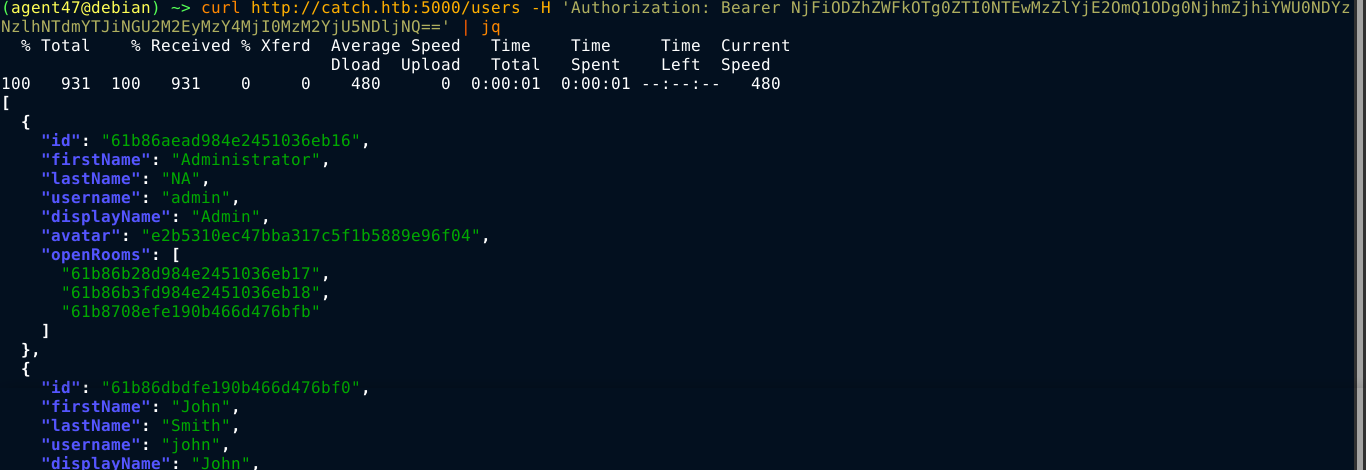 (agent47@debian) ~> curl http://catch.htb:5000/users -H 'Authorization: Bearer NjFiODZhZWFkOTg0ZTI0NTEwMzZlYjE2OmQ1ODg0NjhmZjhiYWU0NDYz
NzlhNTdmYTJiNGU2M2EyMzY4MjI0MzM2YjU5NDljNQ==' | jq
  % Total    % Received % Xferd  Average Speed   Time    Time     Time  Current
                                 Dload  Upload   Total   Spent    Left  Speed
100   931  100   931    0     0    480      0  0:00:01  0:00:01 --:--:--   480
[
  {
    "id": "61b86aead984e2451036eb16",
    "firstName": "Administrator",
    "lastName": "NA",
    "username": "admin",
    "displayName": "Admin",
    "avatar": "e2b5310ec47bba317c5f1b5889e96f04",
    "openRooms": [
      "61b86b28d984e2451036eb17",
      "61b86b3fd984e2451036eb18",
      "61b8708efe190b466d476bfb"
    ]
  },
  {
    "id": "61b86dbdfe190b466d476bf0",
    "firstName": "John",
    "lastName": "Smith",
    "username": "john",
    "displayName": "John",